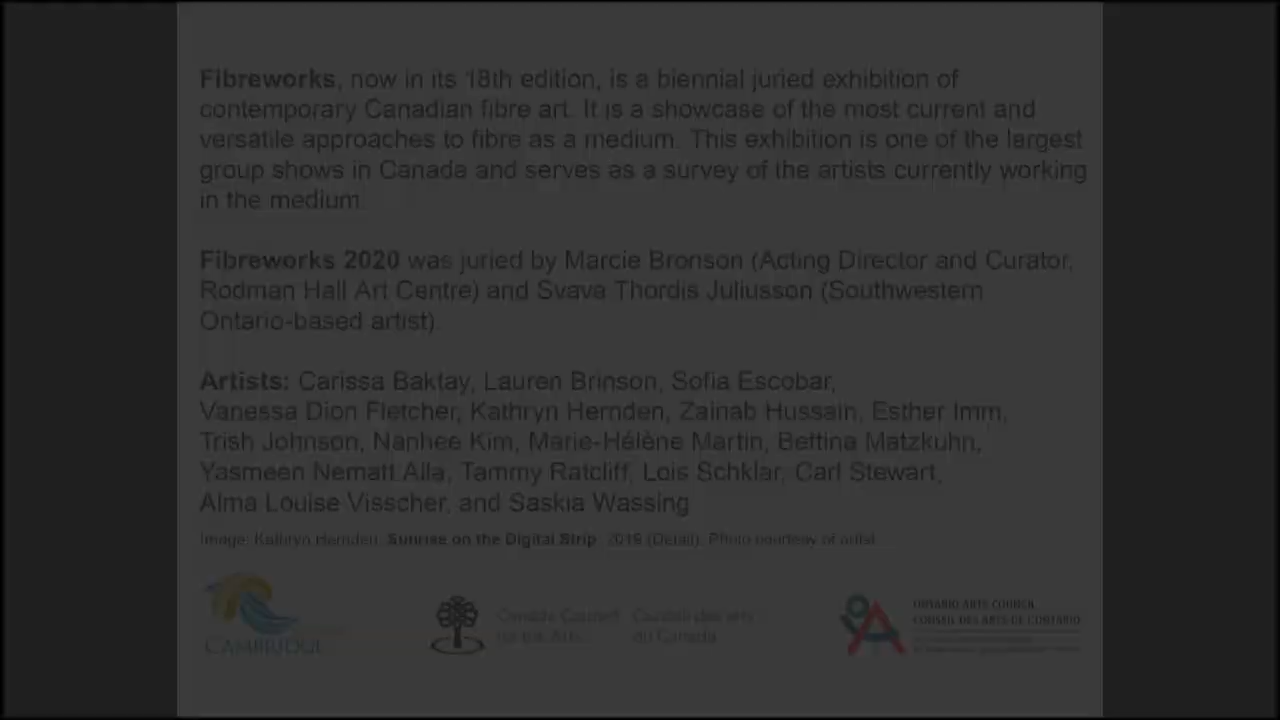 Fibreworks, now in its 18th edition, is a biennial juried exhibition of
contemporary Canadian fibre art. It is a showcase of the most current and
versatile approaches to fibre as a medium. This exhibition is one of the largest
group shows in Canada and serves as a survey of the artists currently working
in the medium.
Fibreworks 2020 was juried by Marcie Bronson (Acting Director and Curator,
Rodman Hall Art Centre) and Svava Thordis Juliusson (Southwestern
Ontario-based artist).
Artists: Carissa Baktay, Lauren Brinson, Sofia Escobar,
Vanessa Dion Fletcher, Kathryn Hernden, Zainab Hussain, Esther Imm,
Trish Johnson, Nanhee Kim, Marie-Hélène Martin, Bettina Matzkuhn,
Yasmeen Nematt Alla, Tammy Ratcliff, Lois Schklar, Carl Stewart,
Alma Louise Visscher, and Saskia Wassing
Image: Kathryn Hernden, Sunrise on the Digital Strip, 2019 (Detail). Photo courtesy of artist.
CAMBRIDGE
Canada Council Conseil des arts
for the Arts du Canada
ONTARIO ARTS COUNCIL
CONSEIL DES ARTS DE L'ONTARIO